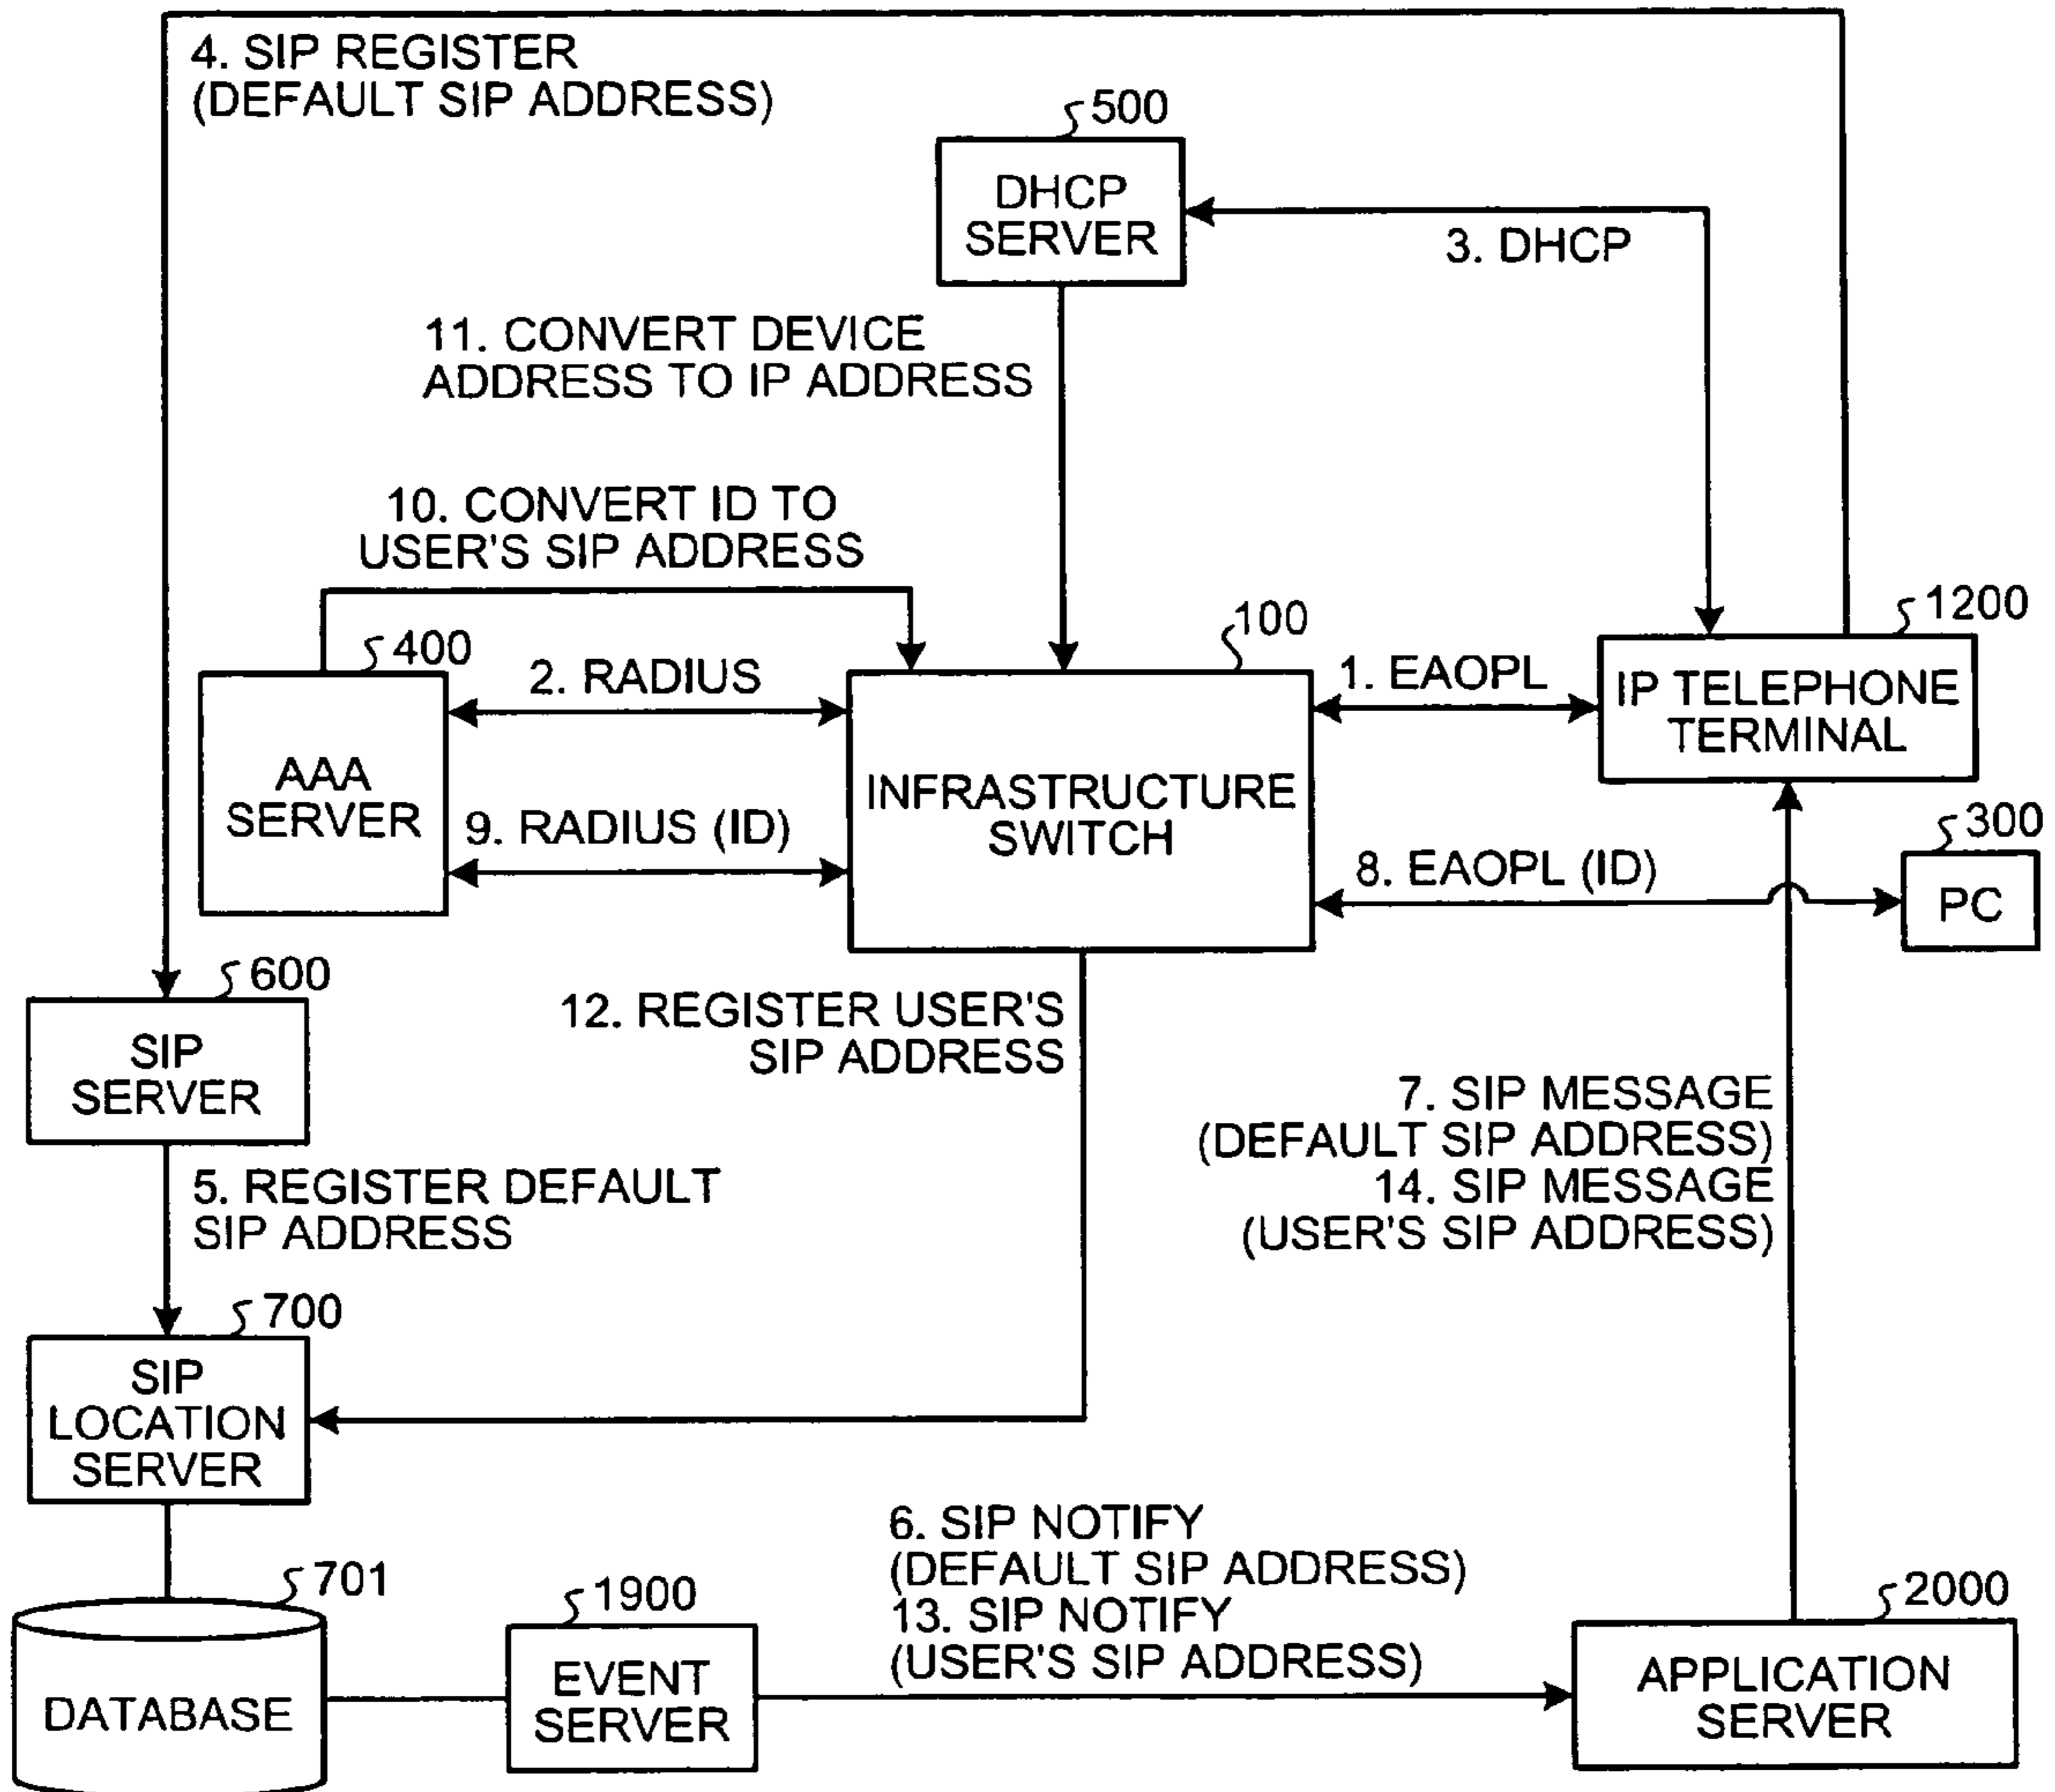 4. SIP REGISTER
(DEFAULT SIP ADDRESS)
500
DHCP
SERVER
3. DHCP
11. CONVERT DEVICE
ADDRESS TO IP ADDRESS
10. CONVERT ID TO
USER'S SIP ADDRESS
400
2. RADIUS
100
1. EAOPL
1200
IP TELEPHONE
TERMINAL
AAA
SERVER
9. RADIUS (ID)
INFRASTRUCTURE
SWITCH
8. EAOPL (ID)
300
PC
600
SIP
SERVER
12. REGISTER USER'S
SIP ADDRESS
7. SIP MESSAGE
(DEFAULT SIP ADDRESS)
14. SIP MESSAGE
(USER'S SIP ADDRESS)
5. REGISTER DEFAULT
SIP ADDRESS
700
SIP
LOCATION
SERVER
6. SIP NOTIFY
(DEFAULT SIP ADDRESS)
13. SIP NOTIFY
(USER'S SIP ADDRESS)
701
DATABASE
1900
EVENT
SERVER
2000
APPLICATION
SERVER